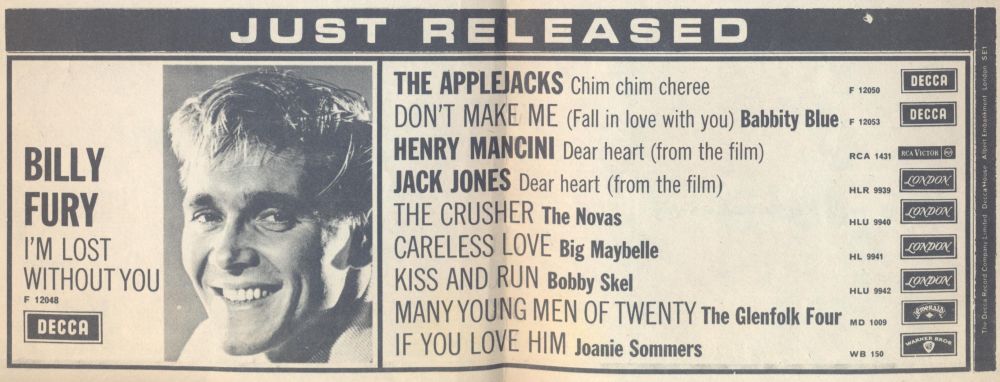 JUST RELEASED
BILLY
FURY
I'M LOST
WITHOUT YOU
F 12048
DECCA
THE APPLEJACKS Chim chim cheree F 12050 DECCA
DON'T MAKE ME (Fall in love with you) Babbity Blue F 12053 DECCA
HENRY MANCINI Dear heart (from the film) RCA 1431 RCA VICTOR
JACK JONES Dear heart (from the film) HLR 9939 LONDON
THE CRUSHER The Novas HLU 9940 LONDON
CARELESS LOVE Big Maybelle HL 9941 LONDON
KISS AND RUN Bobby Skel HLU 9942 LONDON
MANY YOUNG MEN OF TWENTY The Glenfolk Four MD 1009 Emerald
IF YOU LOVE HIM Joanie Sommers WB 150 WARNER BROS
The Decca Record Company Limited Decca House Albert Embankment London SE1